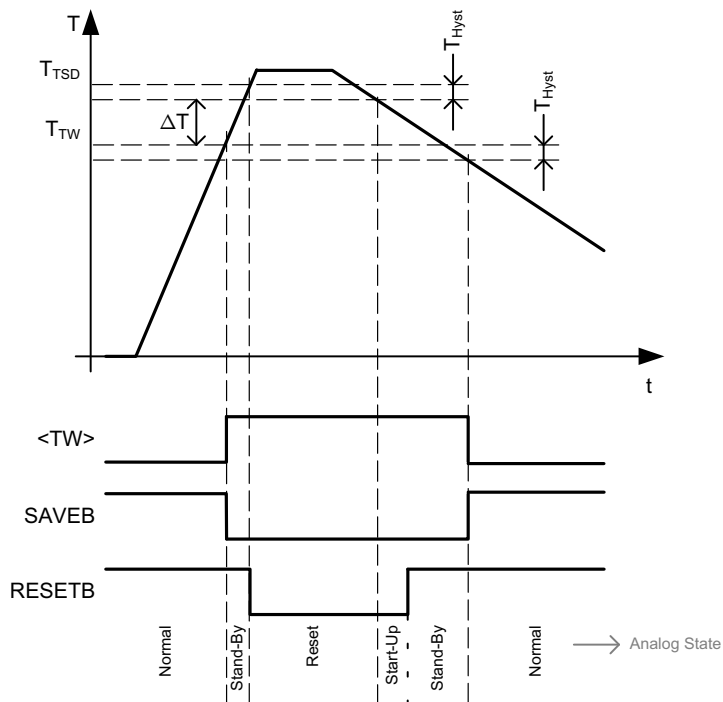 T
T_TSD
T_Hyst
T_TW
ΔT
T_Hyst
t
<TW>
SAVEB
RESETB
Normal
Stand-By
Reset
Start-Up
Stand-By
Normal
Analog State